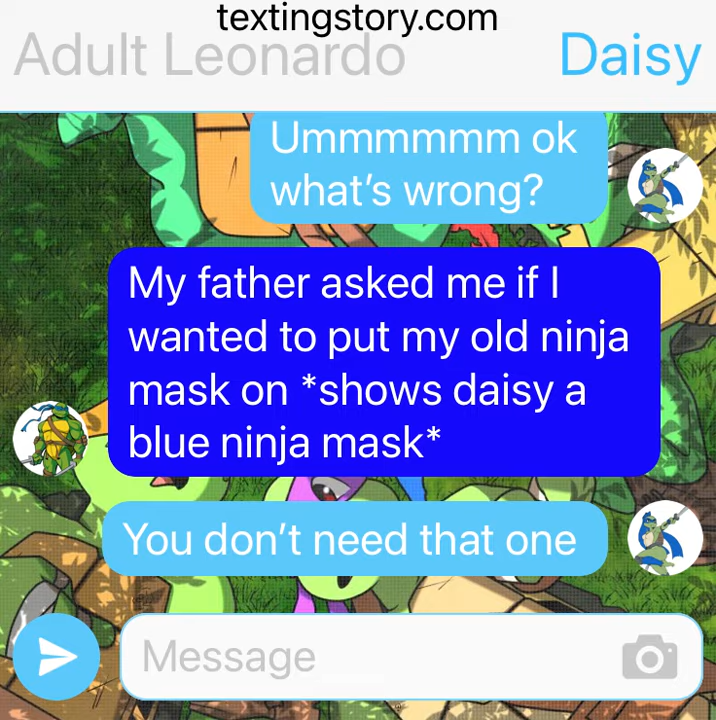 textingstory.com
Adult Leonardo
Daisy
Ummmmmm ok
what’s wrong?
My father asked me if I
wanted to put my old ninja
mask on *shows daisy a
blue ninja mask*
You don’t need that one
Message